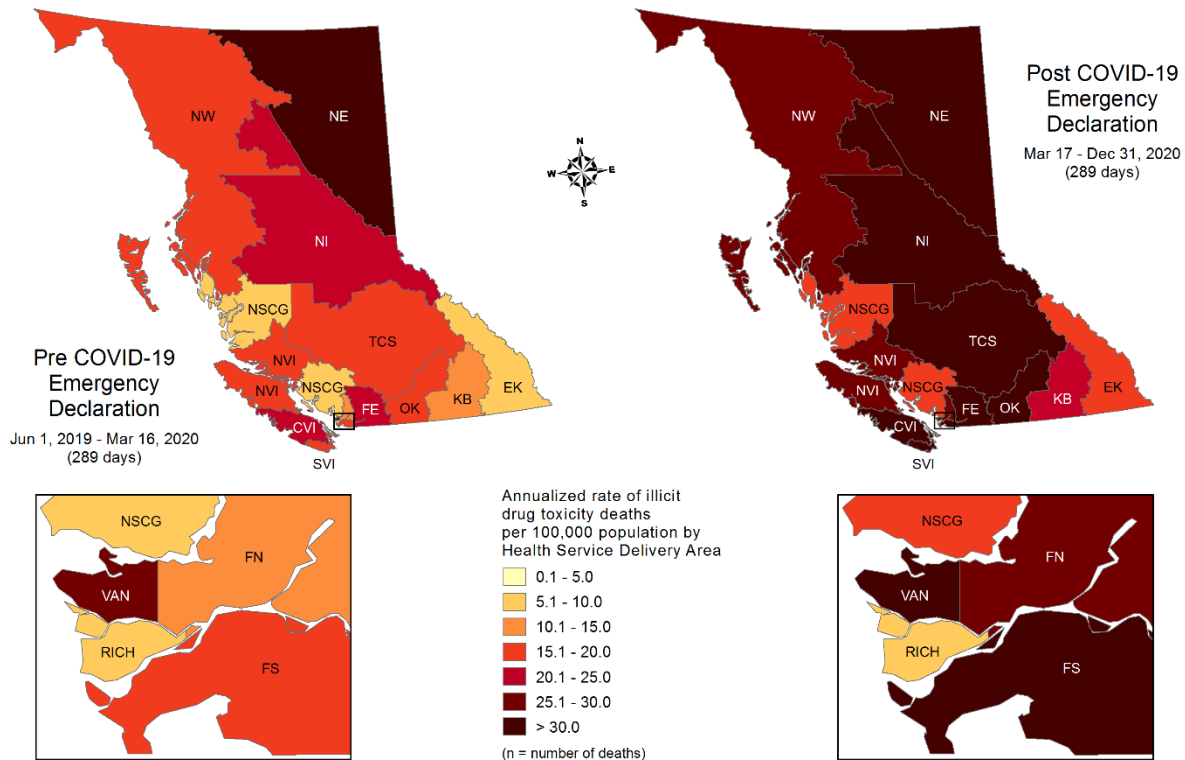 NW
NE
NI
NSCG
TCS
NVI
NVI
NSCG
EK
KB
OK
FE
CVI
SVI
Pre COVID-19
Emergency
Declaration
Jun 1, 2019 - Mar 16, 2020
(289 days)
N
W E
S
Post COVID-19
Emergency
Declaration
Mar 17 - Dec 31, 2020
(289 days)
NW
NE
NI
NSCG
TCS
NVI
NVI
NSCG
EK
KB
OK
FE
CVI
SVI
NSCG
FN
VAN
RICH
FS
Annualized rate of illicit
drug toxicity deaths
per 100,000 population by
Health Service Delivery Area
0.1 - 5.0
5.1 - 10.0
10.1 - 15.0
15.1 - 20.0
20.1 - 25.0
25.1 - 30.0
> 30.0
(n = number of deaths)
NSCG
FN
VAN
RICH
FS